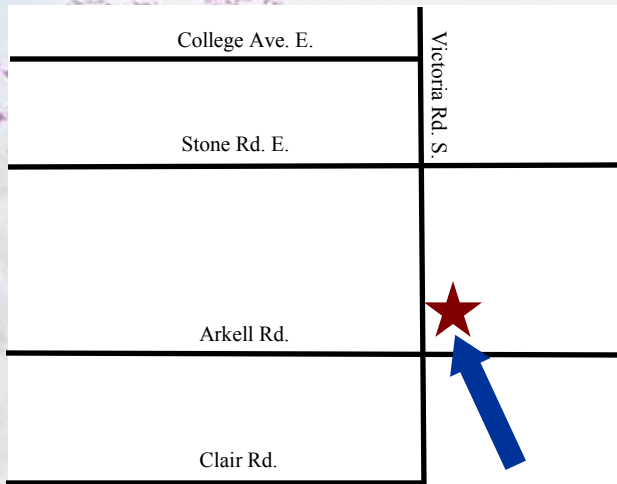 College Ave. E.
Victoria Rd. S.
Stone Rd. E.
Arkell Rd.
Clair Rd.